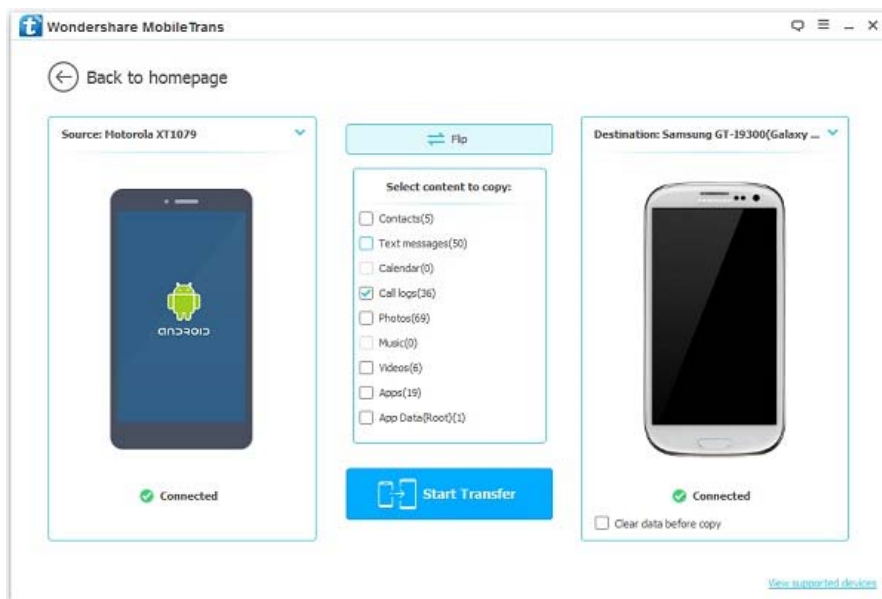 Wondershare MobileTrans
Back to homepage
Source: Motorola XT1079
Flip
Destination: Samsung GT-I9300(Galaxy ...
Select content to copy:
Contacts(5)
Text messages(50)
Calendar(0)
Call logs(36)
Photos(69)
Music(0)
Videos(6)
Apps(19)
App Data(Root)(1)
android
SAMSUNG
Connected
Start Transfer
Connected
Clear data before copy
View supported devices